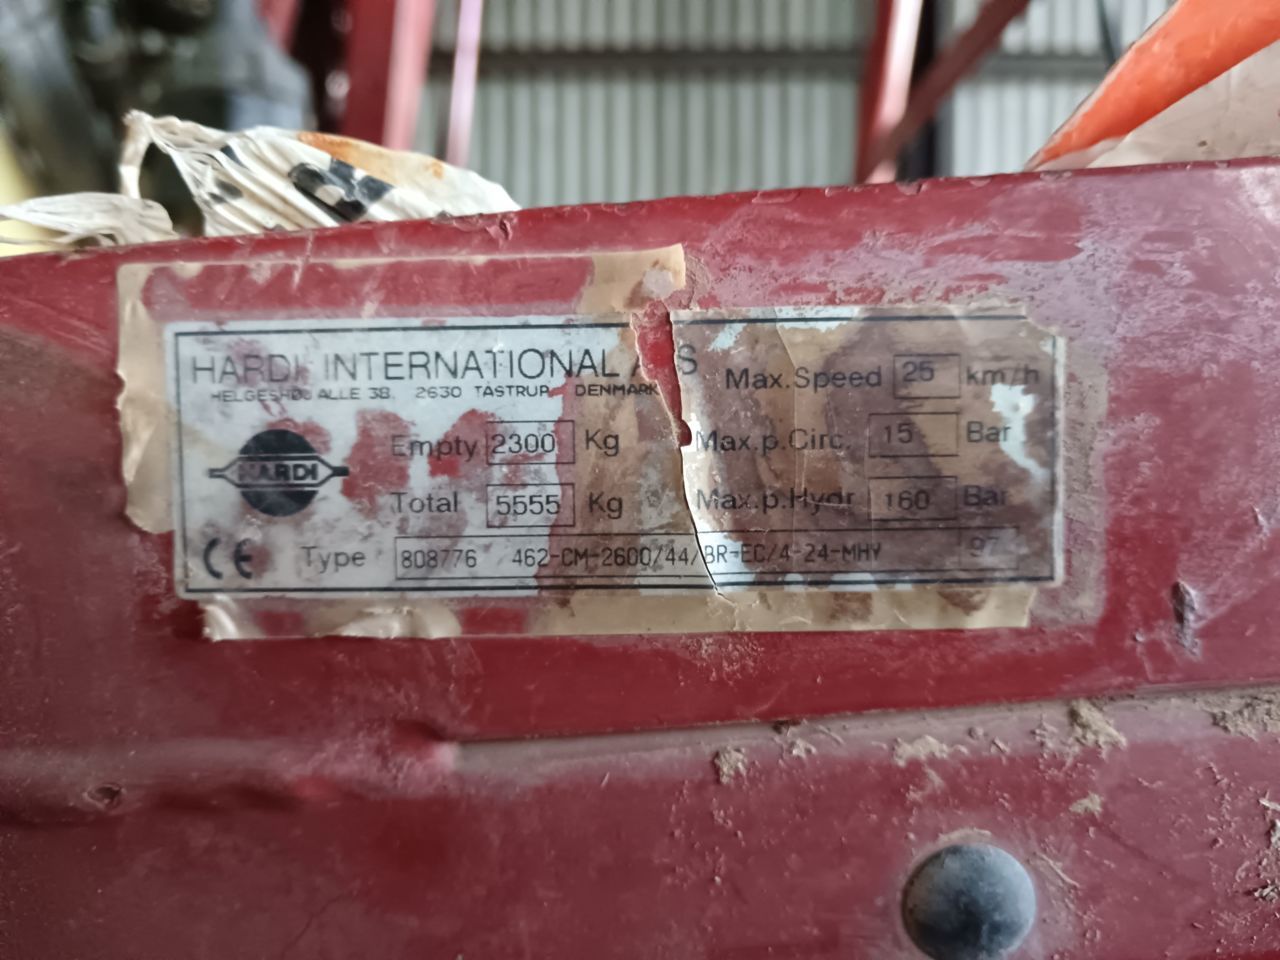 HARDI INTERNATIONAL A/S
HELGESHØJ ALLE 38. 2630 TÅSTRUP DENMARK
Max.Speed 25 km/h
HARDI
Empty 2300 Kg
Max.p.Circ. 15 Bar
Total 5555 Kg
Max.p.Hydr 160 Bar
CE Type 808776 462-CM-2600/44/BR-EC/4-24-MHY 97